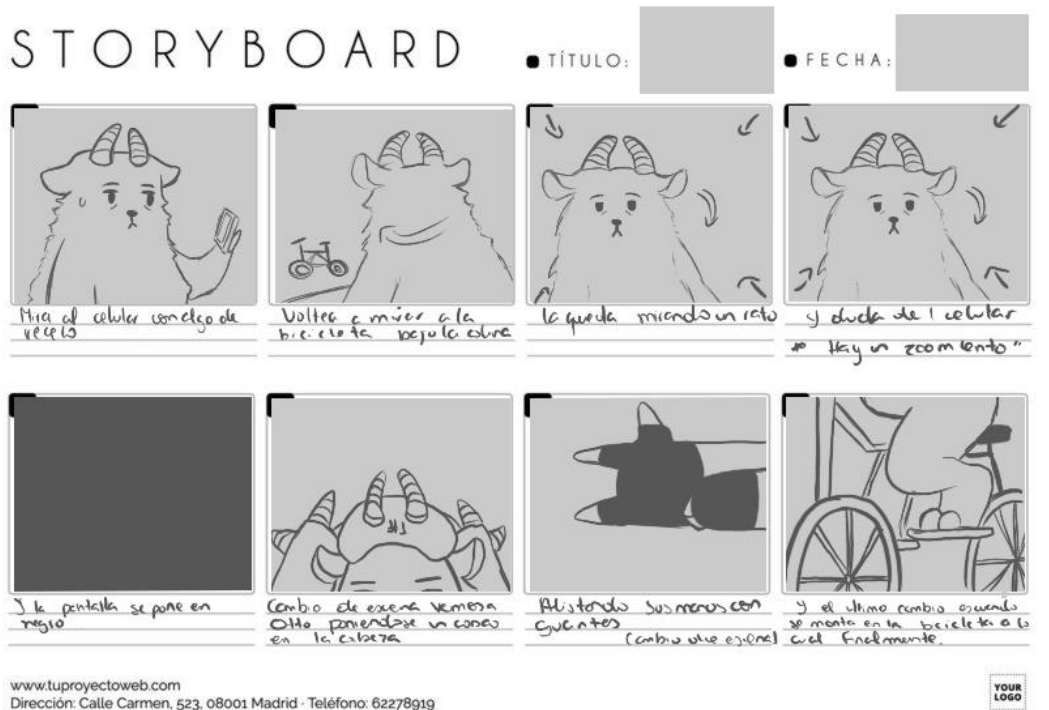 STORYBOARD
TÍTULO:
FECHA:
Mira al celular con algo de
recelo
Voltea a mirar a la
bicicleta bajo la colina
la queda mirando un rato
y duda del celular
Hay un zoom lento"
Y la pantalla se pone en
negro
Cambio de escena vemos a
Otto poniendose un casco
en la cabeza
Alistando sus manos con
guantes
(cambio de escena)
Y el ultimo cambio es cuando
se monta en la bicicleta a lo
cual finalmente.
www.tuproyectoweb.com
Dirección: Calle Carmen, 523, 08001 Madrid · Teléfono: 62278919
YOUR
LOGO